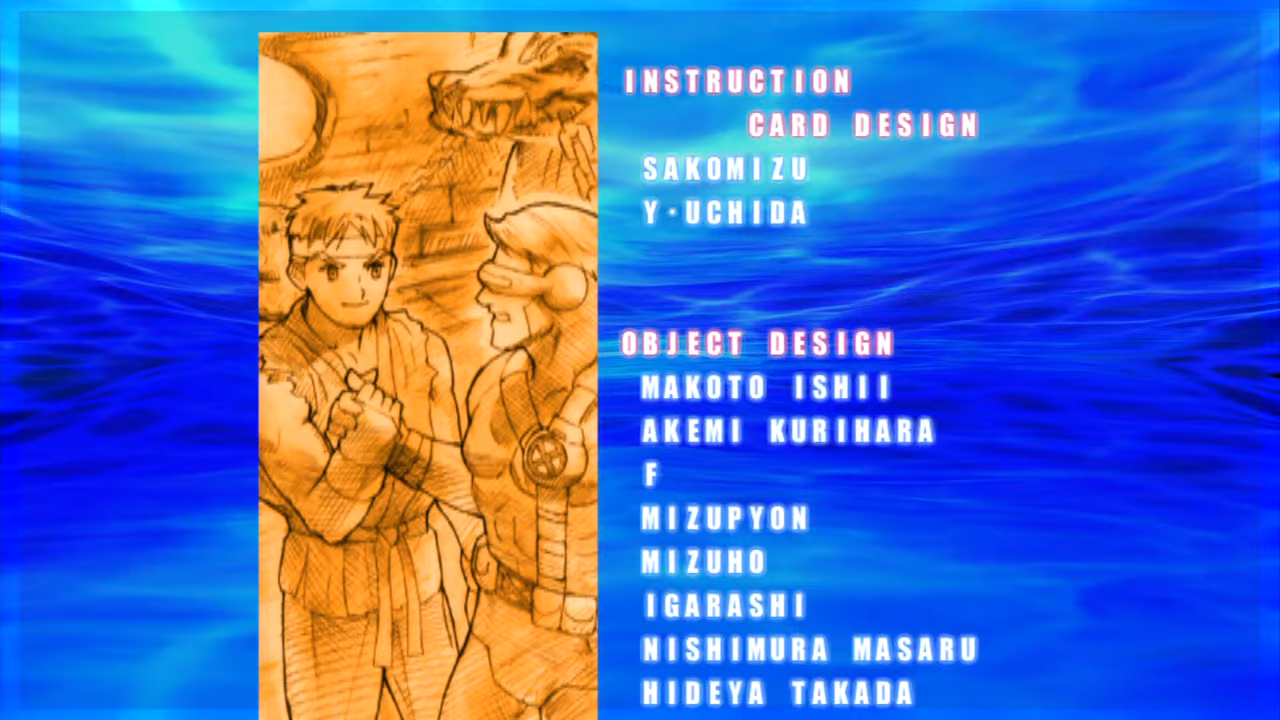 INSTRUCTION
CARD DESIGN
SAKOMIZU
Y·UCHIDA
OBJECT DESIGN
MAKOTO ISHII
AKEMI KURIHARA
F
MIZUPYON
MIZUHO
IGARASHI
NISHIMURA MASARU
HIDEYA TAKADA